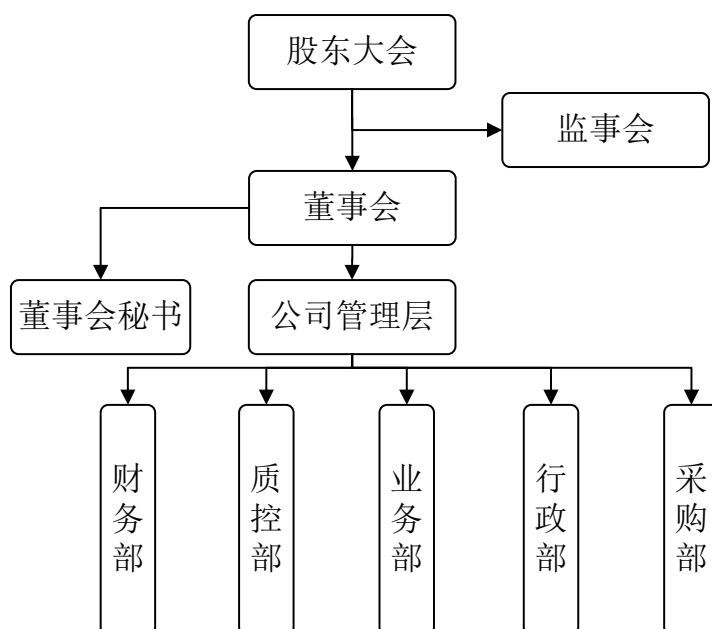 股东大会
监事会
董事会
董事会秘书
公司管理层
财务部
质控部
业务部
行政部
采购部